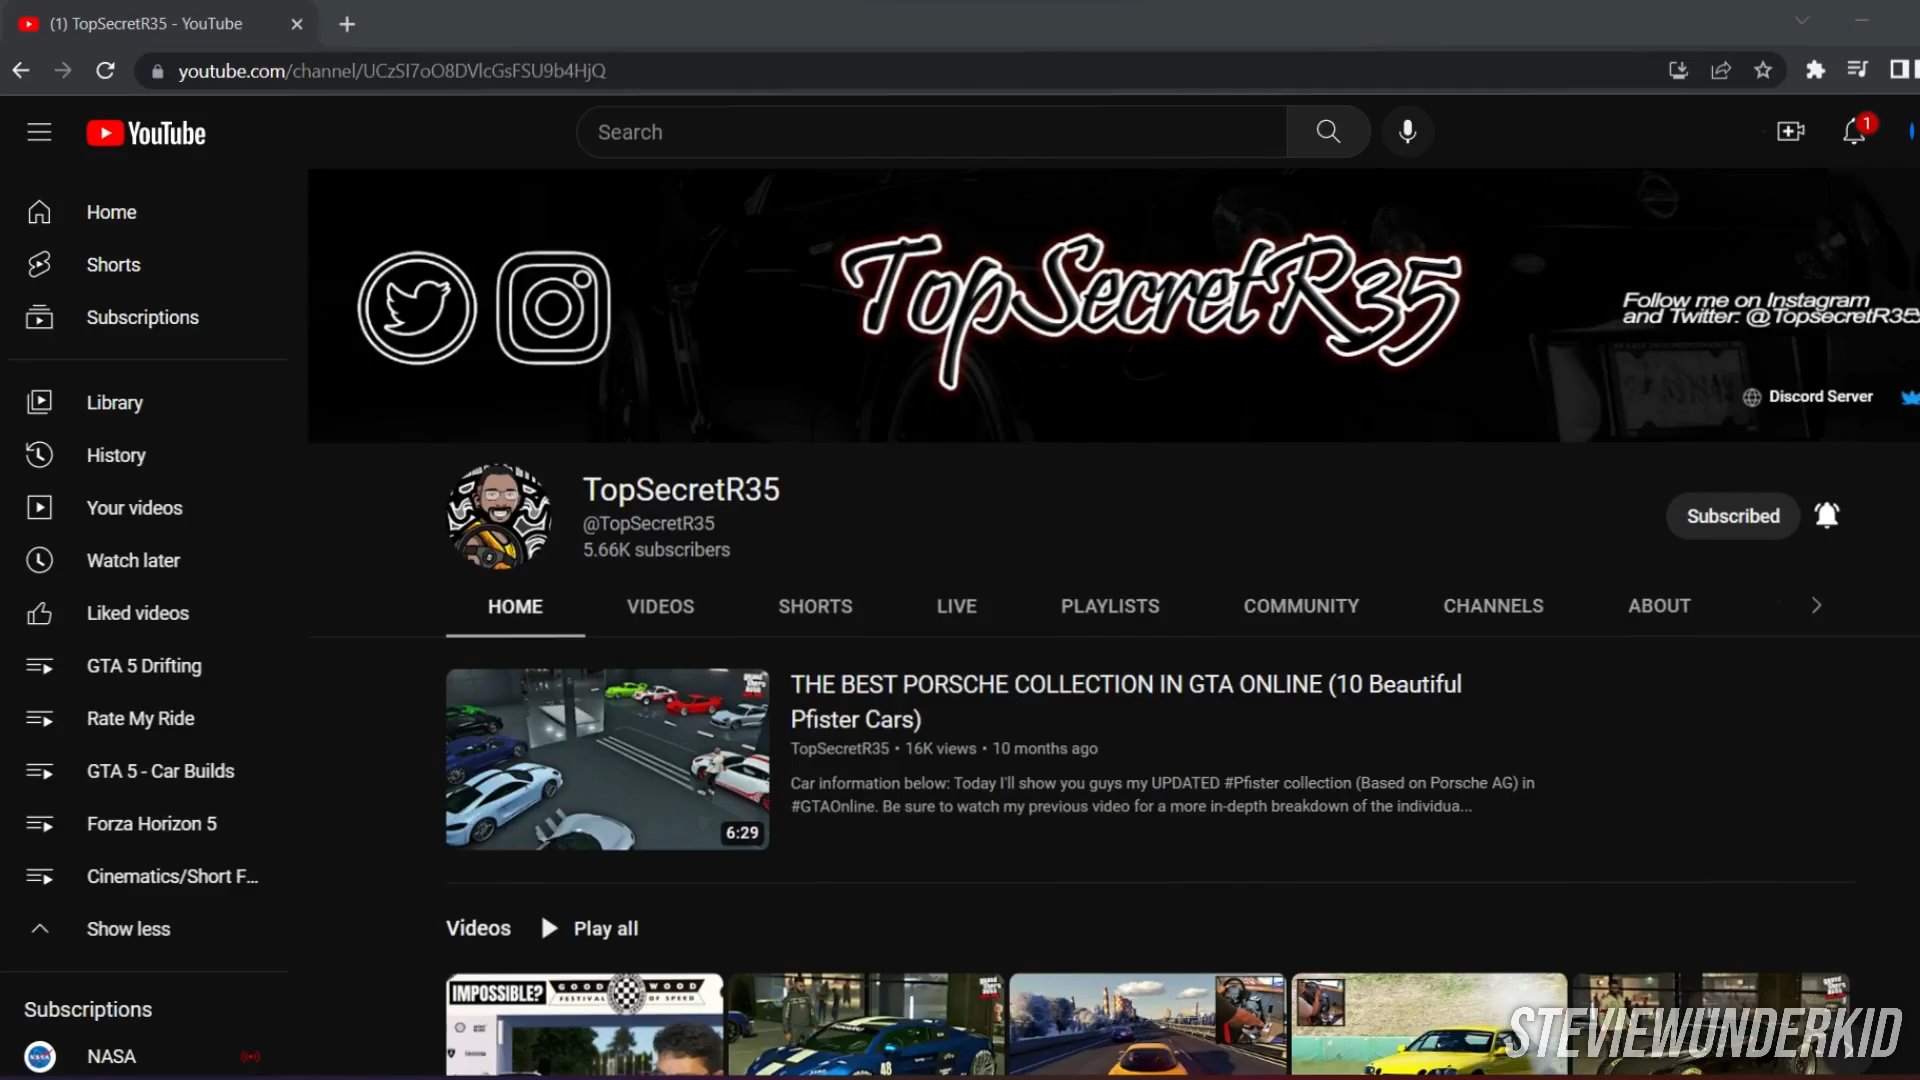 (1) TopSecretR35 - YouTube
youtube.com/channel/UCzSI7oO8DVlcGsFSU9b4HjQ
YouTube
Search
1
Home
Shorts
Subscriptions
TopSecretR35
Follow me on Instagram
and Twitter: @TopsecretR35
Discord Server
Library
History
Your videos
Watch later
Liked videos
GTA 5 Drifting
Rate My Ride
GTA 5 - Car Builds
Forza Horizon 5
Cinematics/Short F...
Show less
Subscriptions
NASA
TopSecretR35
@TopSecretR35
5.66K subscribers
Subscribed
HOME VIDEOS SHORTS LIVE PLAYLISTS COMMUNITY CHANNELS ABOUT
6:29
THE BEST PORSCHE COLLECTION IN GTA ONLINE (10 Beautiful
Pfister Cars)
TopSecretR35 • 16K views • 10 months ago
Car information below: Today I'll show you guys my UPDATED #Pfister collection (Based on Porsche AG) in
#GTAOnline. Be sure to watch my previous video for a more in-depth breakdown of the individua...
Videos Play all
IMPOSSIBLE? GOODWOOD
FESTIVAL OF SPEED
48
STEVIEWUNDERKID